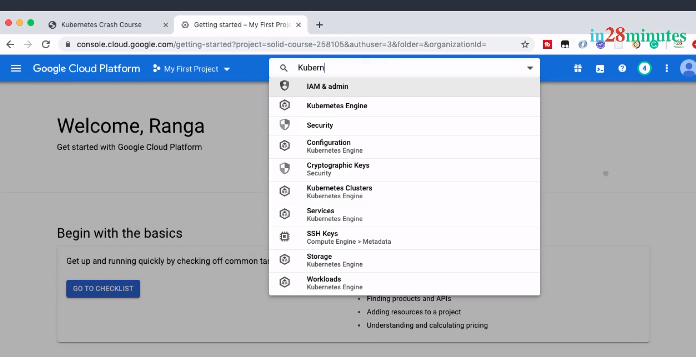 Kubernetes Crash Course
Getting started – My First Proje
in28minutes
console.cloud.google.com/getting-started?project=solid-course-258105&authuser=3&folder=&organizationId=
Google Cloud Platform
My First Project
Kubern
4
IAM & admin
Kubernetes Engine
Security
Configuration
Kubernetes Engine
Cryptographic Keys
Security
Kubernetes Clusters
Kubernetes Engine
Services
Kubernetes Engine
SSH Keys
Compute Engine > Metadata
Storage
Kubernetes Engine
Workloads
Kubernetes Engine
Welcome, Ranga
Get started with Google Cloud Platform
Begin with the basics
Get up and running quickly by checking off common tas
GO TO CHECKLIST
Finding products and APIs
Adding resources to a project
Understanding and calculating pricing